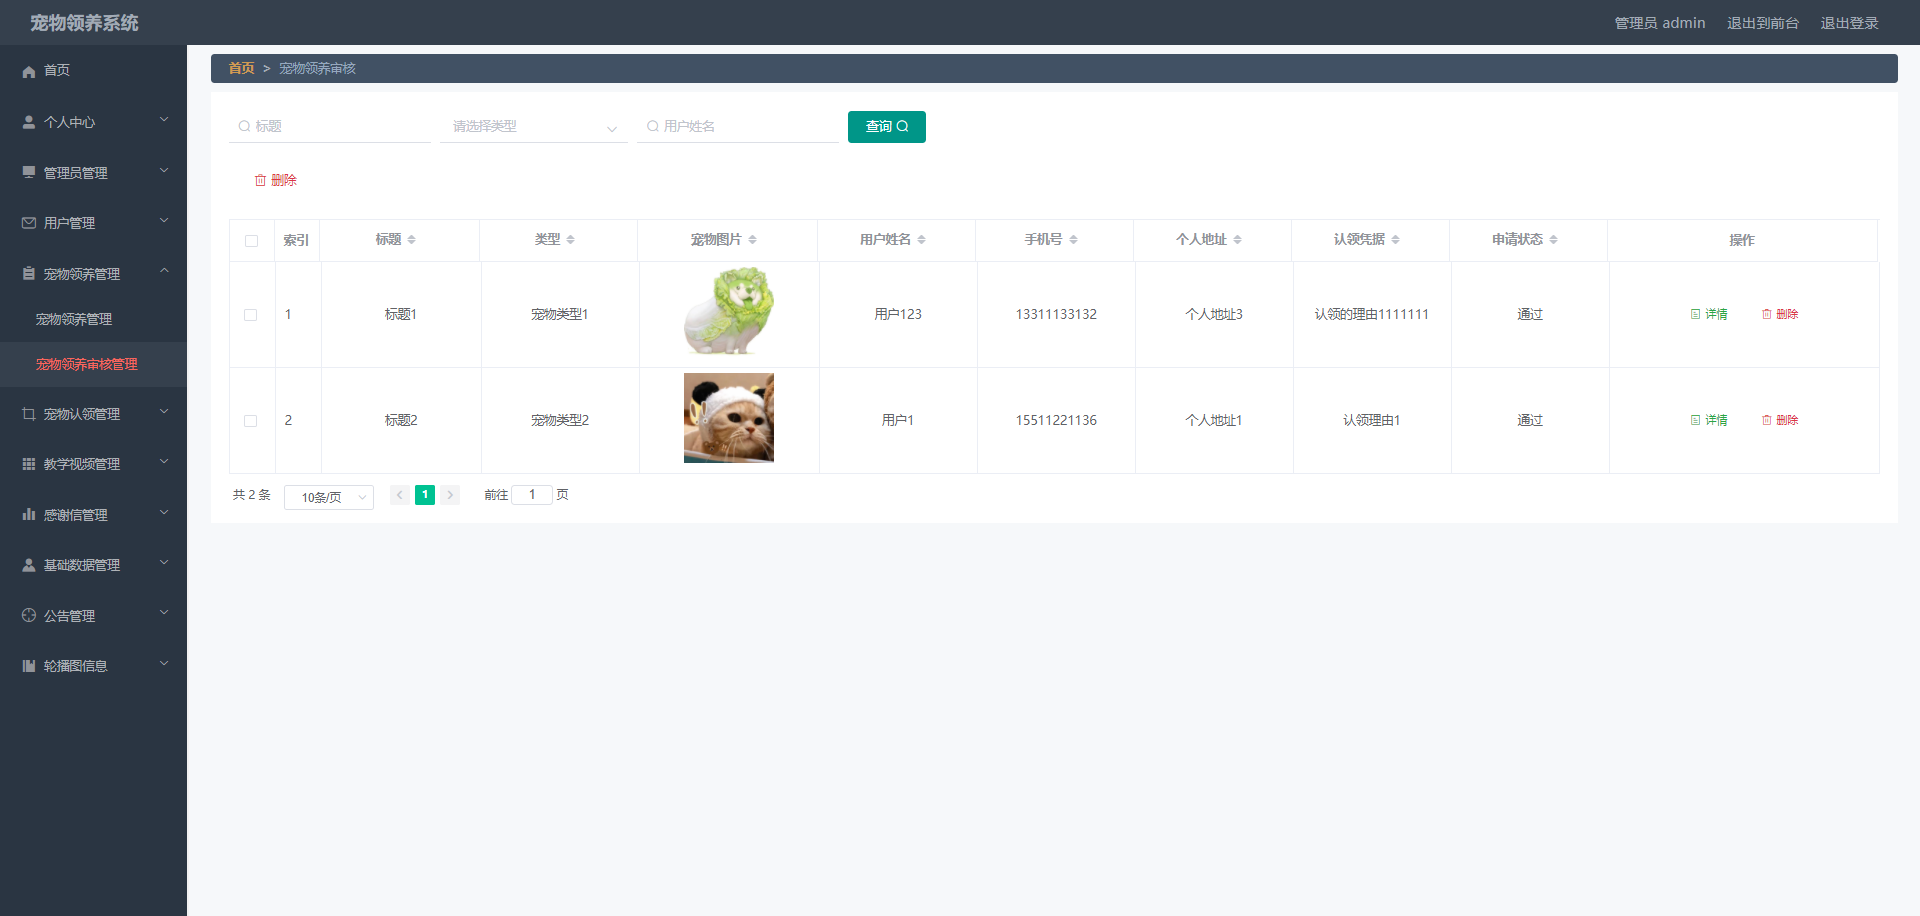 宠物领养系统
管理员 admin 退出到前台 退出登录
首页
个人中心
管理员管理
用户管理
宠物领养管理
宠物领养管理
宠物领养审核管理
宠物认领管理
教学视频管理
感谢信管理
基础数据管理
公告管理
轮播图信息
首页 > 宠物领养审核
标题 请选择类型 用户姓名 查询
删除
索引 标题 类型 宠物图片 用户姓名 手机号 个人地址 认领凭据 申请状态 操作
1 标题1 宠物类型1 用户123 13311133132 个人地址3 认领的理由1111111 通过 详情 删除
2 标题2 宠物类型2 用户1 15511221136 个人地址1 认领理由1 通过 详情 删除
共 2 条 10条/页 < 1 > 前往 1 页